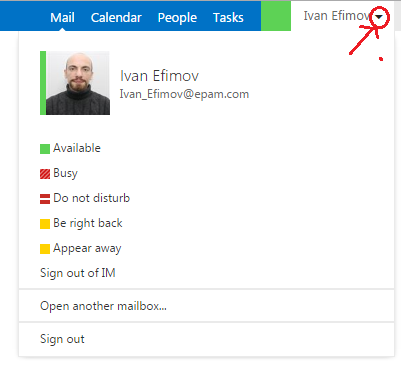 Mail Calendar People Tasks Ivan Efimov
Ivan Efimov
Ivan_Efimov@epam.com
Available
Busy
Do not disturb
Be right back
Appear away
Sign out of IM
Open another mailbox...
Sign out